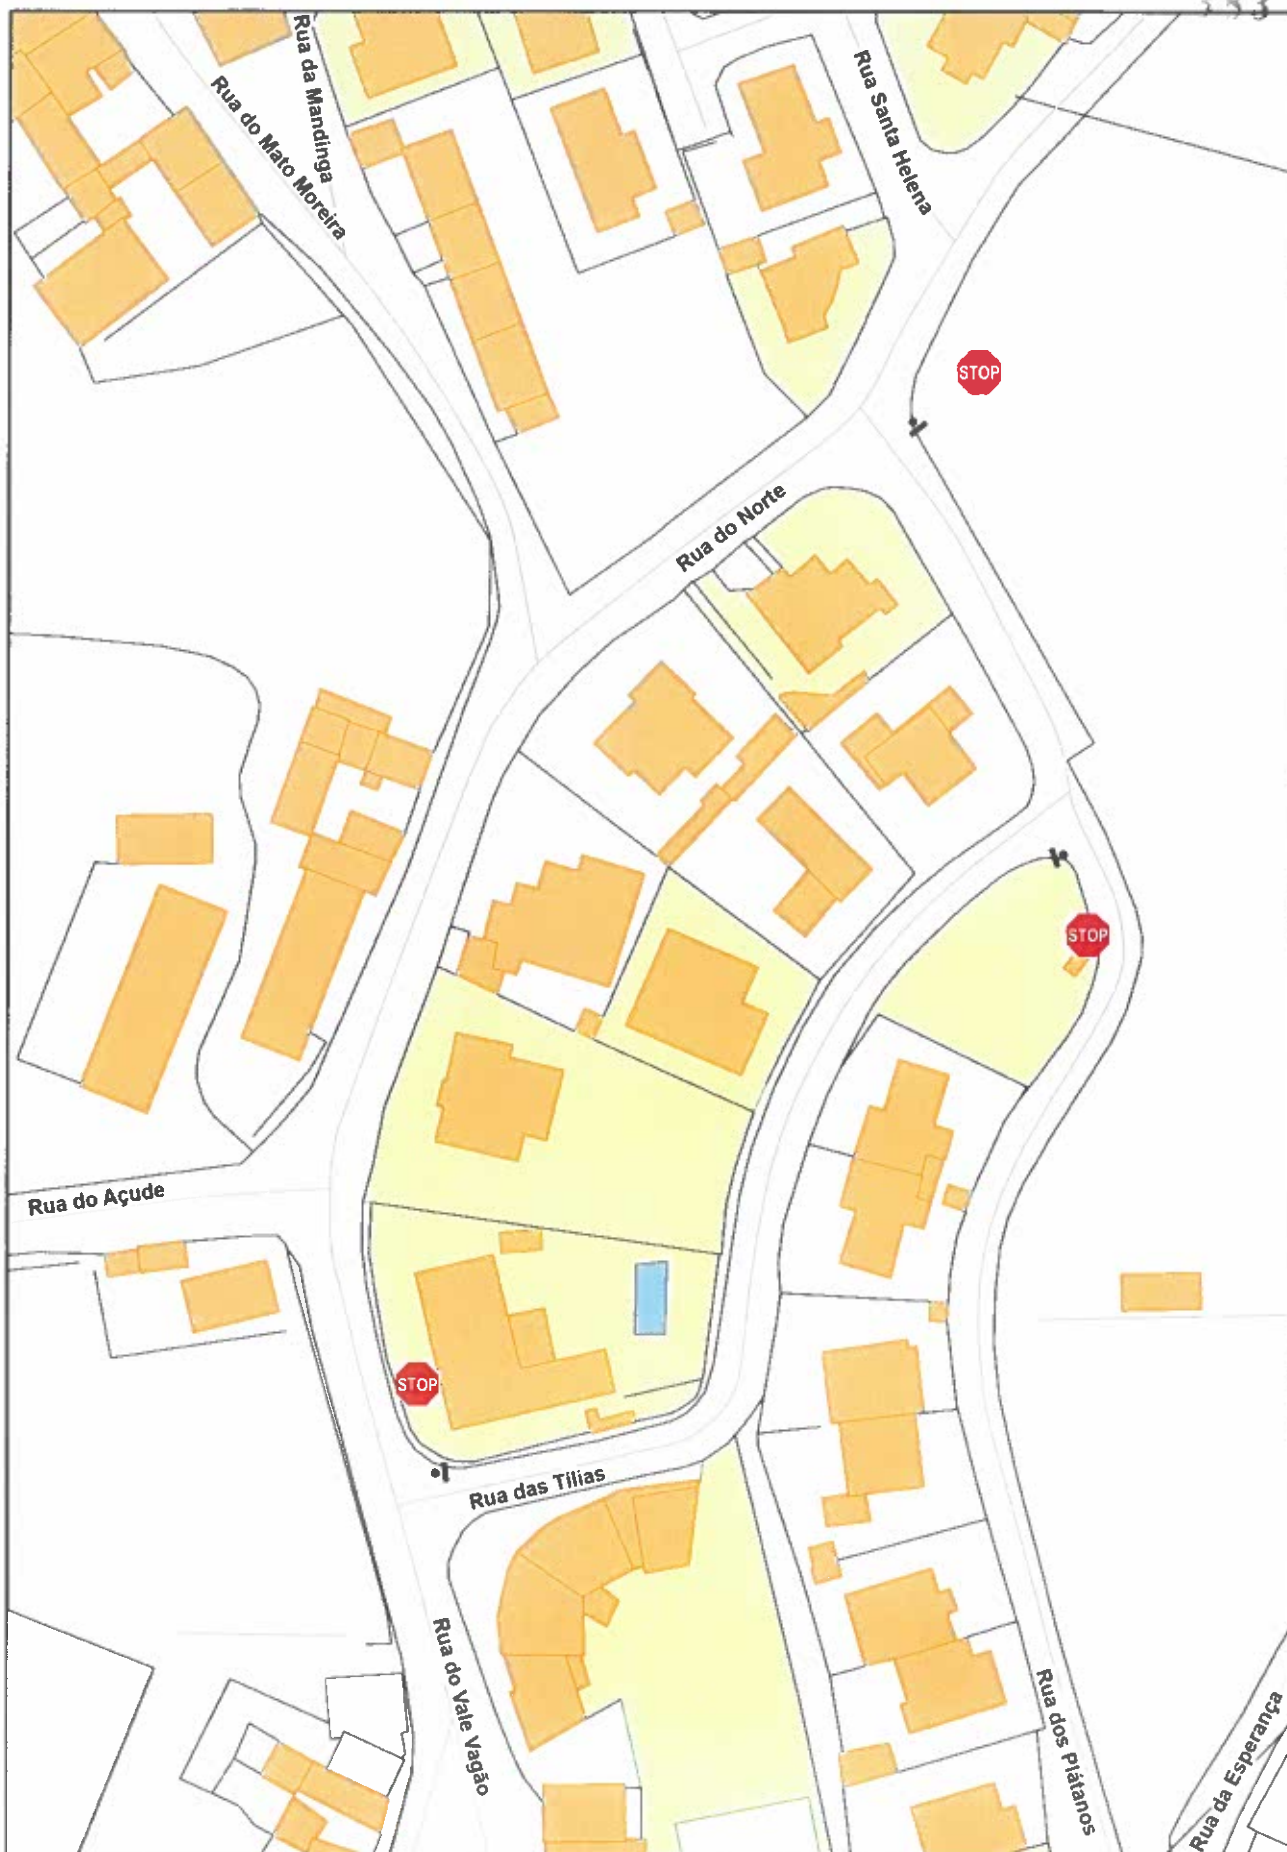 Rua da Mandinga
Rua do Mato Moreira
Rua Santa Helena
STOP
Rua do Norte
STOP
Rua do Açude
STOP
Rua das Tílias
Rua do Vale Vagão
Rua dos Plátanos
Rua da Esperança